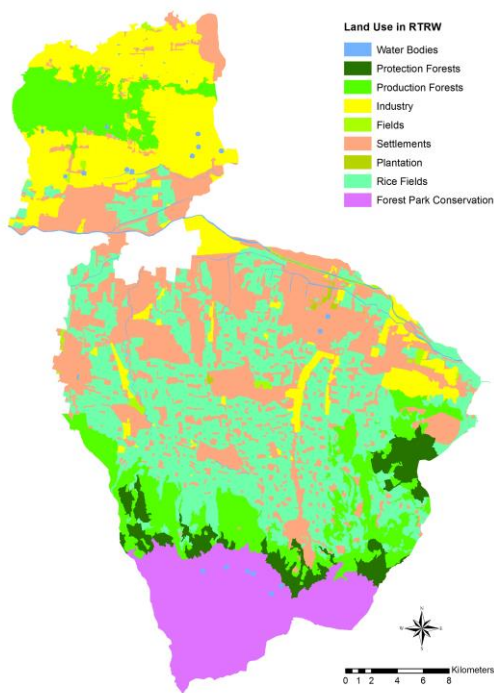 Land Use in RTRW
Water Bodies
Protection Forests
Production Forests
Industry
Fields
Settlements
Plantation
Rice Fields
Forest Park Conservation
N
W
E
S
Kilometers
0 1 2 4 6 8